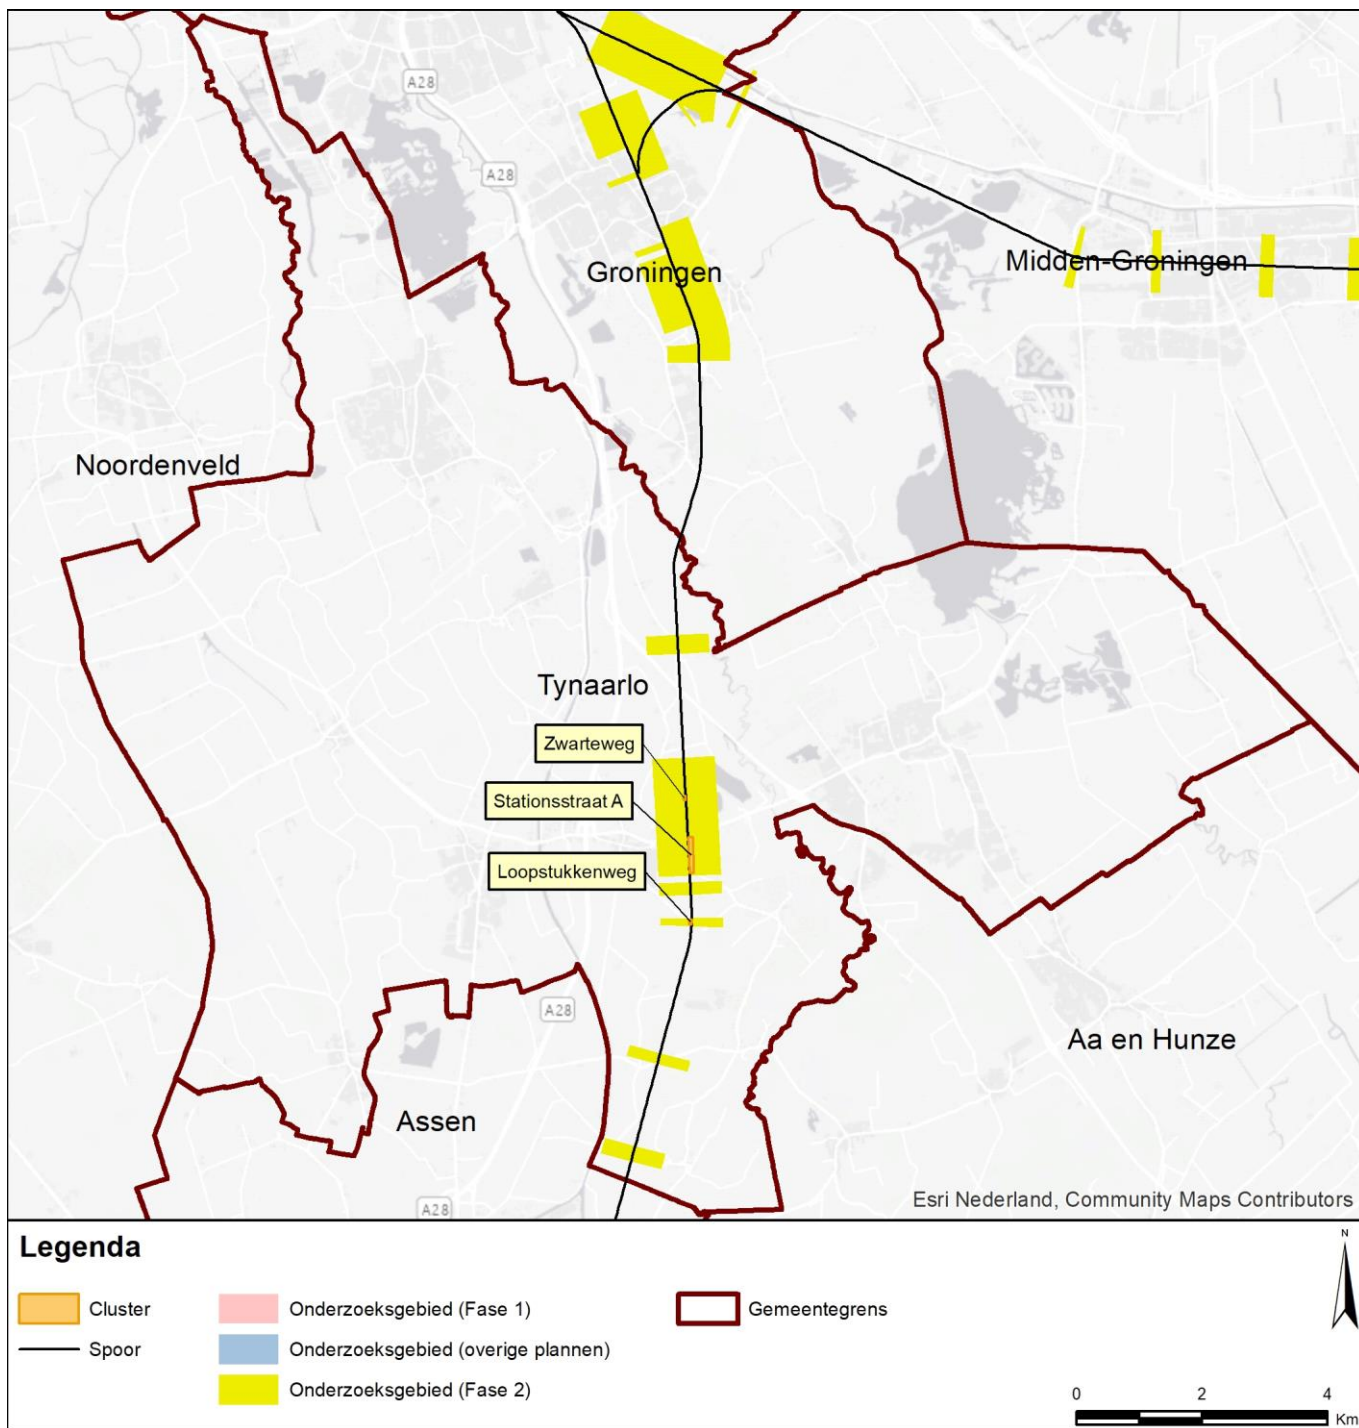 A28
A28
Groningen
Midden-Groningen
Noordenveld
Tynaarlo
Zwarteweg
Stationsstraat A
Loopstukkenweg
A28
Aa en Hunze
Assen
A28
Esri Nederland, Community Maps Contributors
Legenda
N
Cluster
Onderzoeksgebied (Fase 1)
Gemeentegrens
Spoor
Onderzoeksgebied (overige plannen)
Onderzoeksgebied (Fase 2)
0 2 4
Km